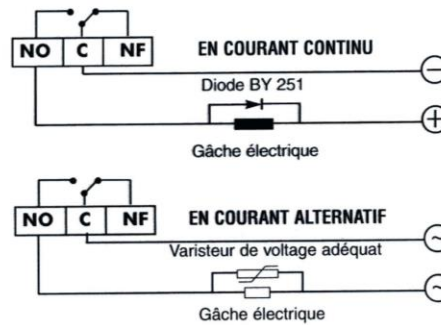 NO C NF
EN COURANT CONTINU
−
Diode BY 251
+
Gâche électrique
NO C NF
EN COURANT ALTERNATIF
~
Varisteur de voltage adéquat
~
Gâche électrique